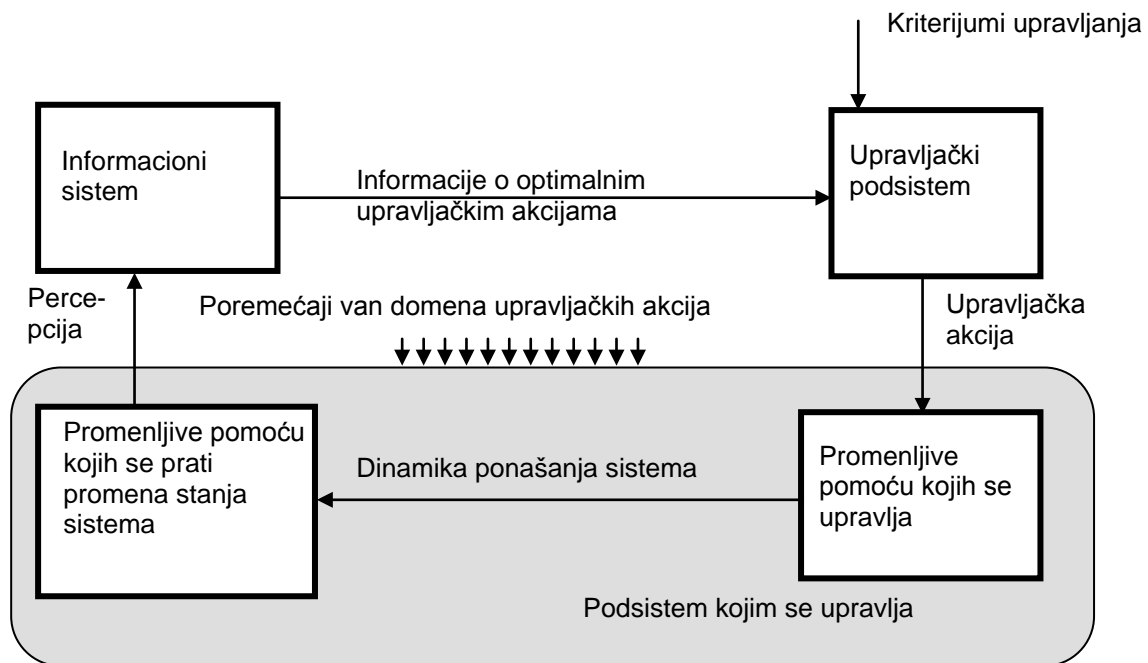 Kriterijumi upravljanja
Informacioni
sistem
Informacije o optimalnim
upravljačkim akcijama
Upravljački
podsistem
Perce-
pcija
Poremećaji van domena upravljačkih akcija
Upravljačka
akcija
Promenljive pomoću
kojih se prati
promena stanja
sistema
Dinamika ponašanja sistema
Promenljive
pomoću kojih se
upravlja
Podsistem kojim se upravlja